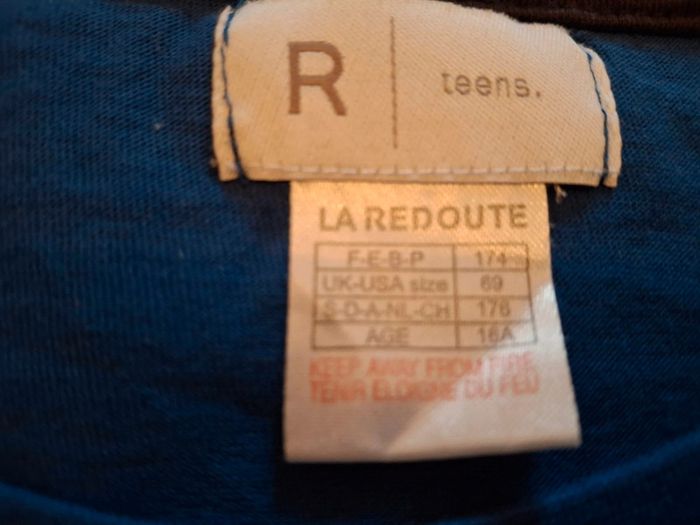 R teens.
LA REDOUTE
F-E-B-P 174
UK-USA size 69
S-D-A-NL-CH 176
AGE 16A
KEEP AWAY FROM FIRE
TENIR ELOIGNE DU FEU